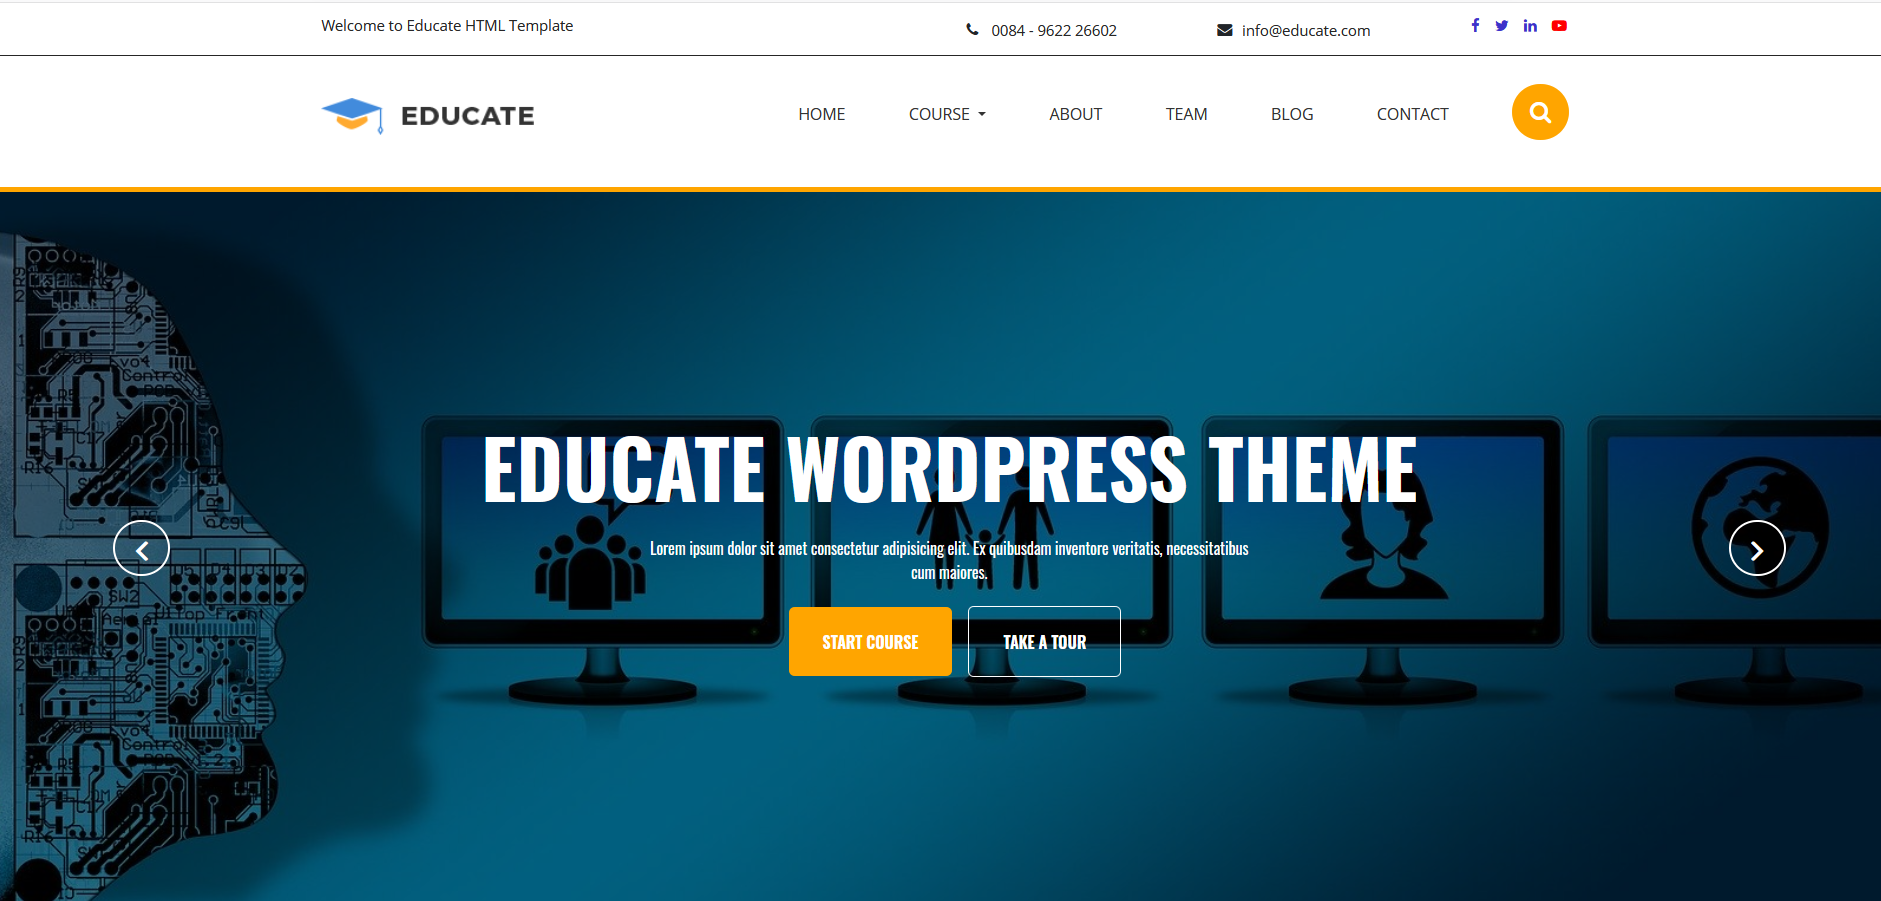 Welcome to Educate HTML Template
0084 - 9622 26602
info@educate.com
EDUCATE
HOME
COURSE
ABOUT
TEAM
BLOG
CONTACT
EDUCATE WORDPRESS THEME
Lorem ipsum dolor sit amet consectetur adipisicing elit. Ex quibusdam inventore veritatis, necessitatibus
cum maiores.
START COURSE
TAKE A TOUR